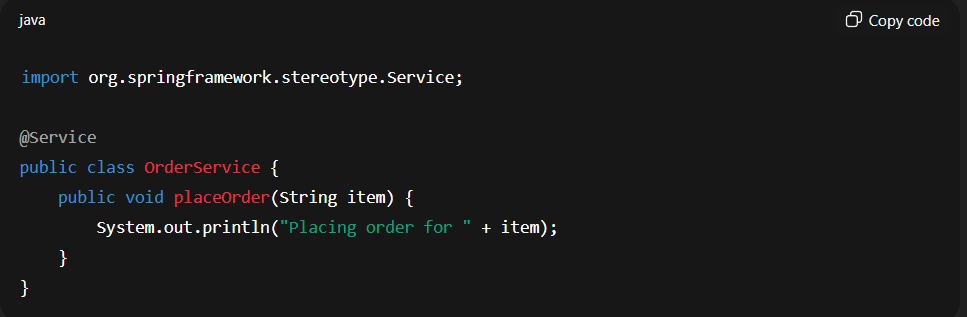 java
Copy code
import org.springframework.stereotype.Service;
@Service
public class OrderService {
    public void placeOrder(String item) {
        System.out.println("Placing order for " + item);
    }
}